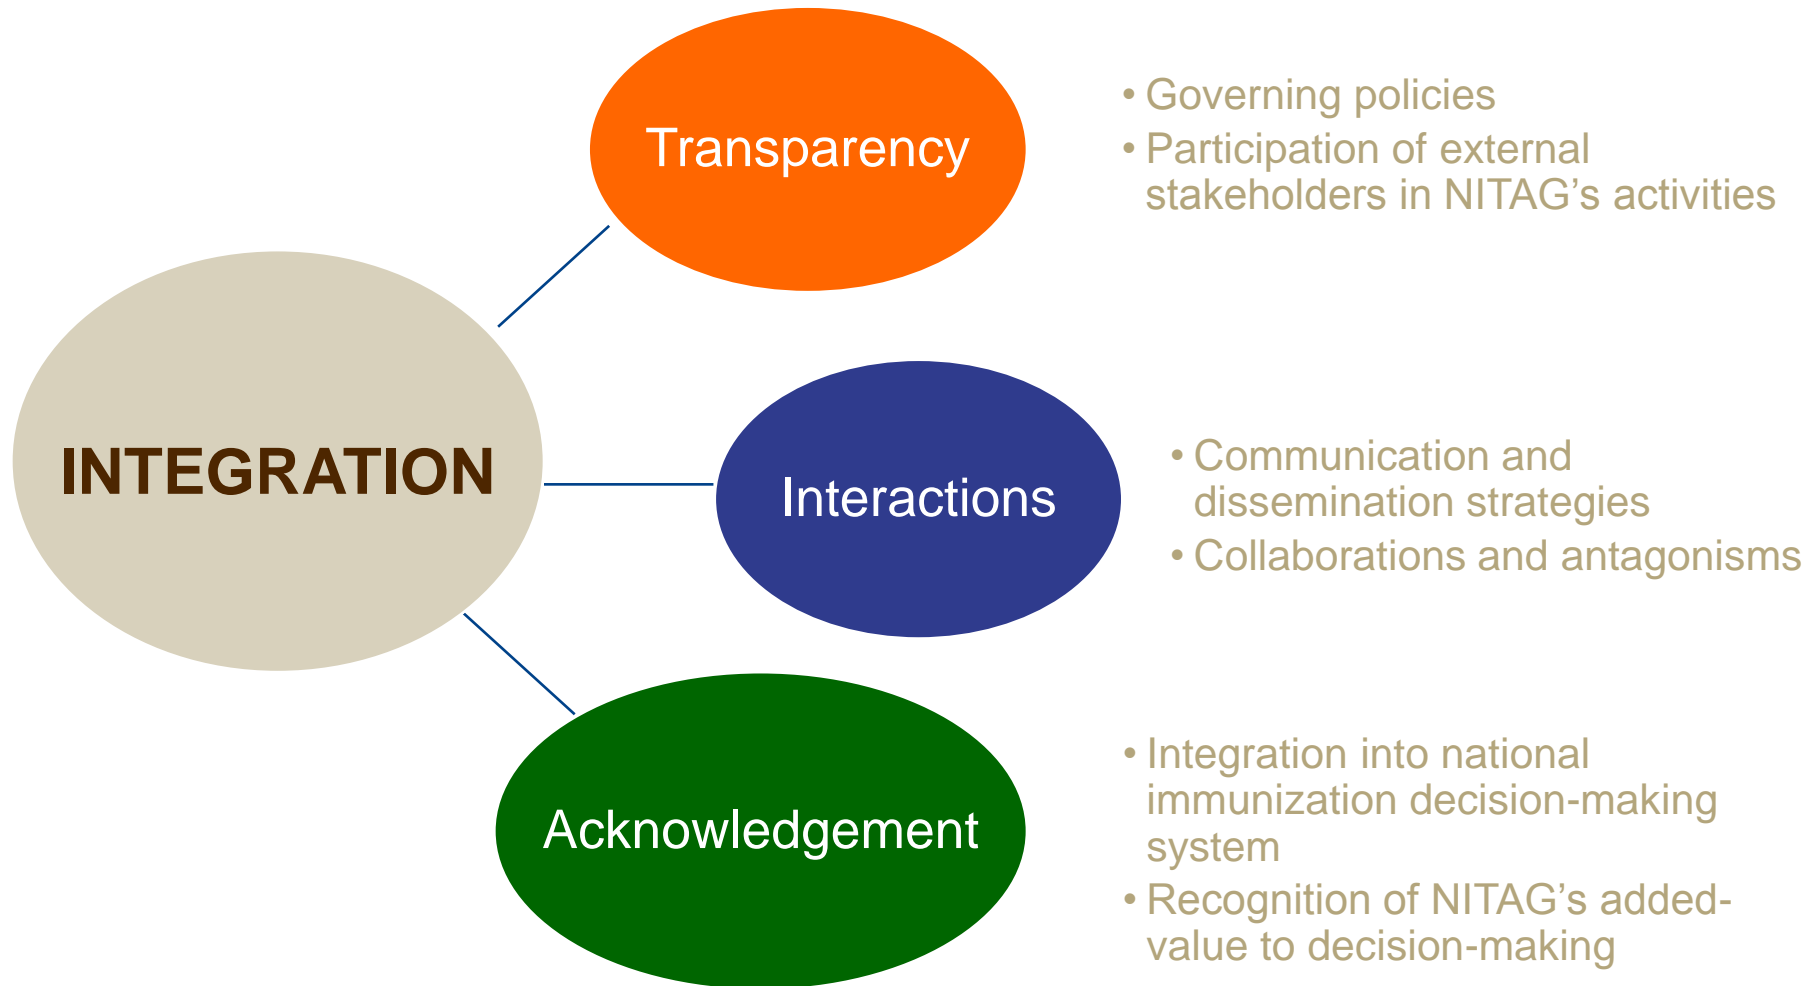 INTEGRATION
Transparency
• Governing policies
• Participation of external
stakeholders in NITAG’s activities
Interactions
• Communication and
dissemination strategies
• Collaborations and antagonisms
Acknowledgement
• Integration into national
immunization decision-making
system
• Recognition of NITAG’s added-
value to decision-making